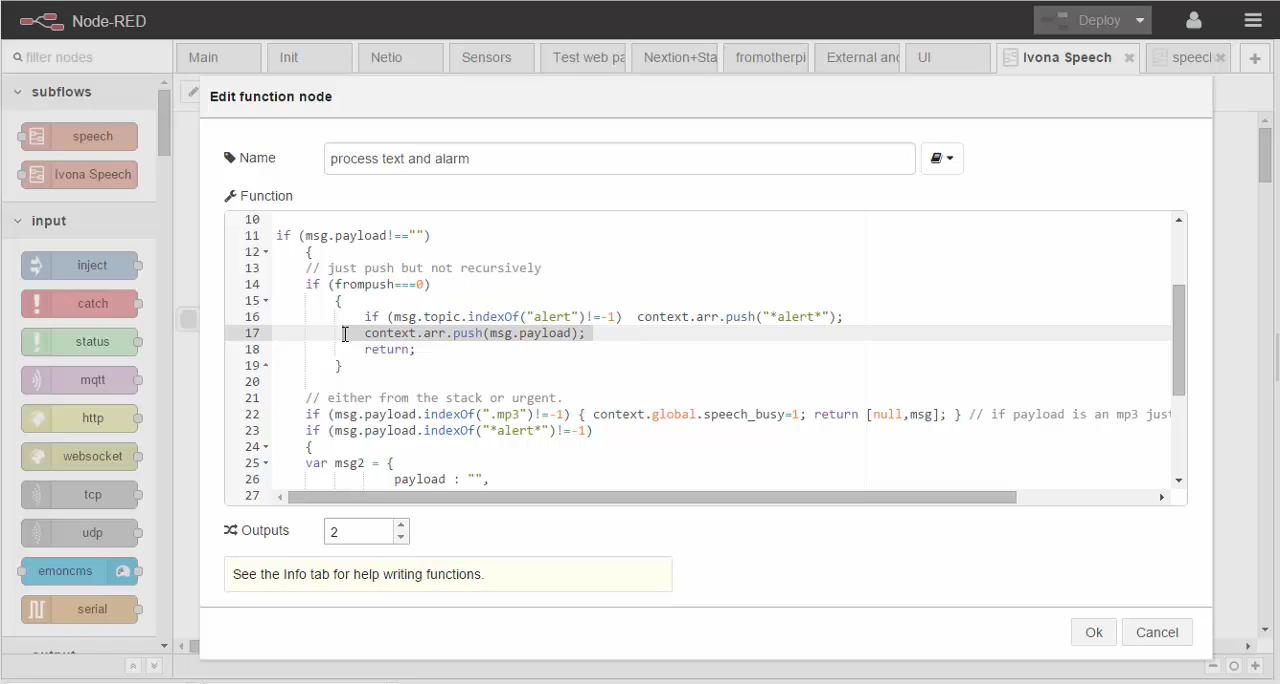 Node-RED
Deploy
filter nodes
Main
Init
Netio
Sensors
Test web pa
Nextion+Sta
fromotherpi
External and
UI
Ivona Speech
speech
subflows
speech
Ivona Speech
input
inject
catch
status
mqtt
http
websocket
tcp
udp
emoncms
serial
Edit function node
Name
process text and alarm
Function
10
11 if (msg.payload!=="")
12 {
13 // just push but not recursively
14 if (frompush===0)
15 {
16 if (msg.topic.indexOf("alert")!=-1)  context.arr.push("*alert*");
17 context.arr.push(msg.payload);
18 return;
19 }
20
21 // either from the stack or urgent.
22 if (msg.payload.indexOf(".mp3")!=-1) { context.global.speech_busy=1; return [null,msg]; } // if payload is an mp3 jus
23 if (msg.payload.indexOf("*alert*")!=-1)
24 {
25 var msg2 = {
26 payload : "",
27
Outputs
2
See the Info tab for help writing functions.
Ok
Cancel